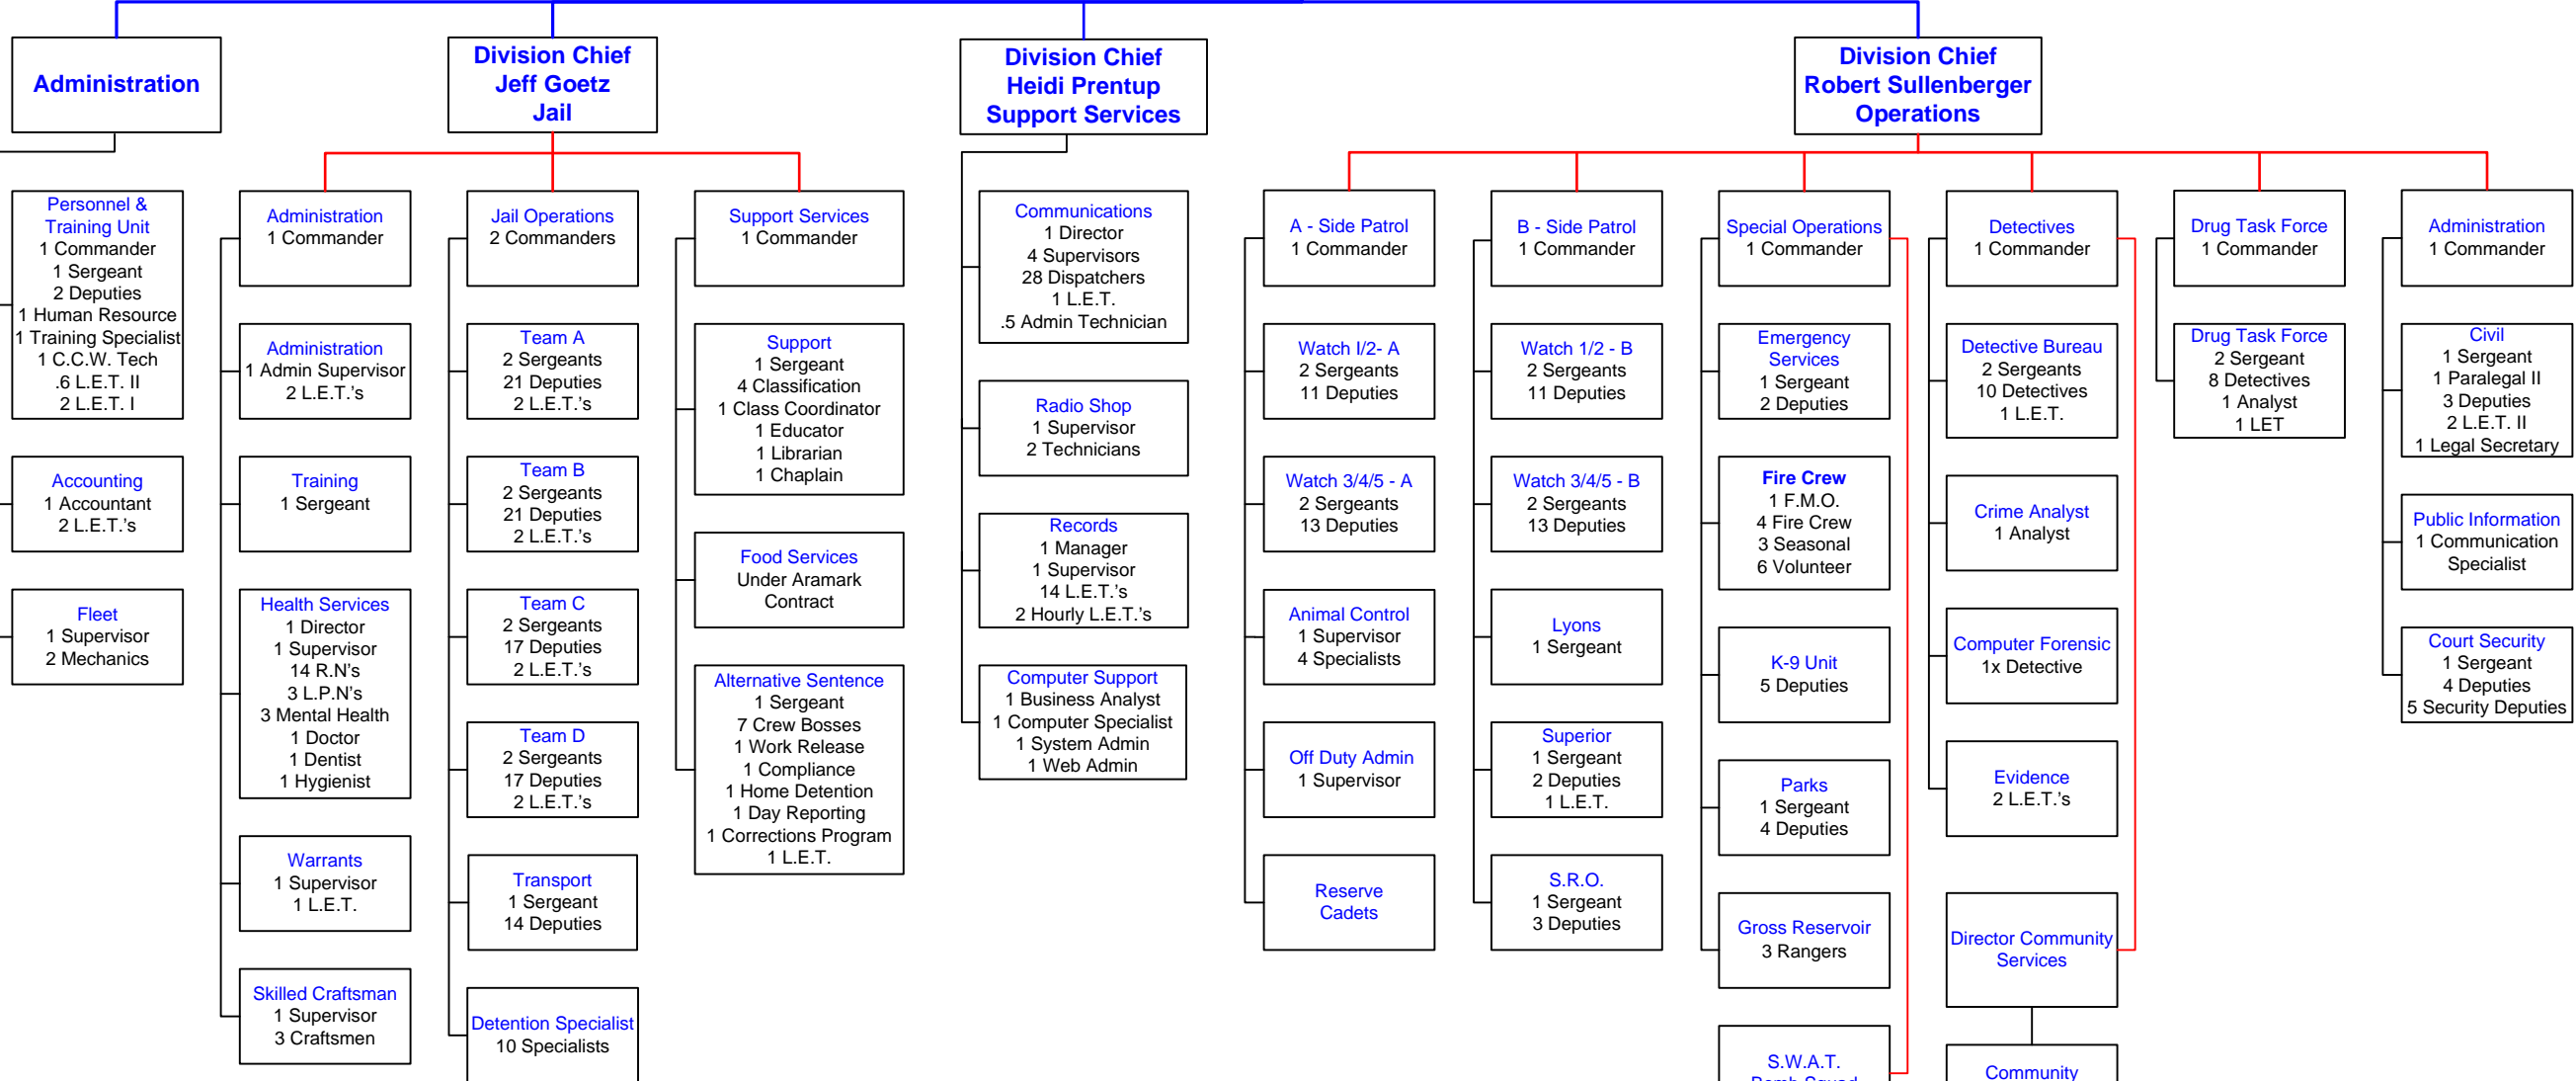 Administration
Division Chief
Jeff Goetz
Jail
Division Chief
Heidi Prentup
Support Services
Division Chief
Robert Sullenberger
Operations
Personnel &
Training Unit
1 Commander
1 Sergeant
2 Deputies
1 Human Resource
1 Training Specialist
1 C.C.W. Tech
.6 L.E.T. II
2 L.E.T. I
Accounting
1 Accountant
2 L.E.T.’s
Fleet
1 Supervisor
2 Mechanics
Administration
1 Commander
Administration
1 Admin Supervisor
2 L.E.T.’s
Training
1 Sergeant
Health Services
1 Director
1 Supervisor
14 R.N’s
3 L.P.N’s
3 Mental Health
1 Doctor
1 Dentist
1 Hygienist
Warrants
1 Supervisor
1 L.E.T.
Skilled Craftsman
1 Supervisor
3 Craftsmen
Jail Operations
2 Commanders
Team A
2 Sergeants
21 Deputies
2 L.E.T.’s
Team B
2 Sergeants
21 Deputies
2 L.E.T.’s
Team C
2 Sergeants
17 Deputies
2 L.E.T.’s
Team D
2 Sergeants
17 Deputies
2 L.E.T.’s
Transport
1 Sergeant
14 Deputies
Detention Specialist
10 Specialists
Support Services
1 Commander
Support
1 Sergeant
4 Classification
1 Class Coordinator
1 Educator
1 Librarian
1 Chaplain
Food Services
Under Aramark
Contract
Alternative Sentence
1 Sergeant
7 Crew Bosses
1 Work Release
1 Compliance
1 Home Detention
1 Day Reporting
1 Corrections Program
1 L.E.T.
Communications
1 Director
4 Supervisors
28 Dispatchers
1 L.E.T.
.5 Admin Technician
Radio Shop
1 Supervisor
2 Technicians
Records
1 Manager
1 Supervisor
14 L.E.T.’s
2 Hourly L.E.T.’s
Computer Support
1 Business Analyst
1 Computer Specialist
1 System Admin
1 Web Admin
A - Side Patrol
1 Commander
Watch I/2- A
2 Sergeants
11 Deputies
Watch 3/4/5 - A
2 Sergeants
13 Deputies
Animal Control
1 Supervisor
4 Specialists
Off Duty Admin
1 Supervisor
Reserve
Cadets
B - Side Patrol
1 Commander
Watch 1/2 - B
2 Sergeants
11 Deputies
Watch 3/4/5 - B
2 Sergeants
13 Deputies
Lyons
1 Sergeant
Superior
1 Sergeant
2 Deputies
1 L.E.T.
S.R.O.
1 Sergeant
3 Deputies
Special Operations
1 Commander
Emergency
Services
1 Sergeant
2 Deputies
Fire Crew
1 F.M.O.
4 Fire Crew
3 Seasonal
6 Volunteer
K-9 Unit
5 Deputies
Parks
1 Sergeant
4 Deputies
Gross Reservoir
3 Rangers
S.W.A.T.
Bomb Squad
Detectives
1 Commander
Detective Bureau
2 Sergeants
10 Detectives
1 L.E.T.
Crime Analyst
1 Analyst
Computer Forensic
1x Detective
Evidence
2 L.E.T.’s
Director Community
Services
Community
Drug Task Force
1 Commander
Drug Task Force
2 Sergeant
8 Detectives
1 Analyst
1 LET
Administration
1 Commander
Civil
1 Sergeant
1 Paralegal II
3 Deputies
2 L.E.T. II
1 Legal Secretary
Public Information
1 Communication
Specialist
Court Security
1 Sergeant
4 Deputies
5 Security Deputies